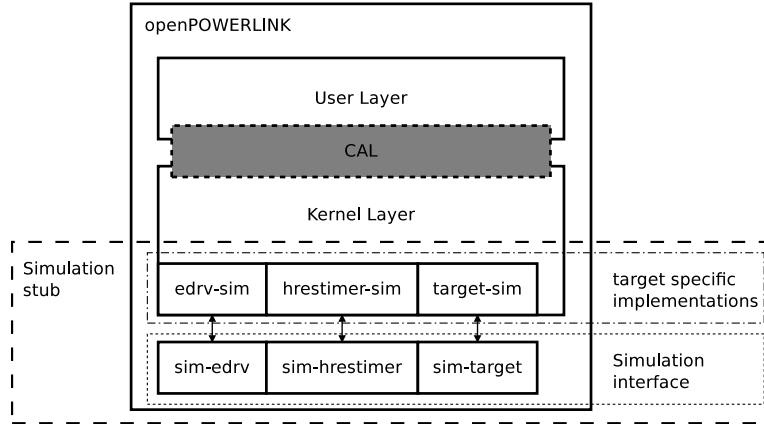 openPOWERLINK
User Layer
CAL
Kernel Layer
Simulation
stub
edrv-sim
hrestimer-sim
target-sim
target specific
implementations
sim-edrv
sim-hrestimer
sim-target
Simulation
interface